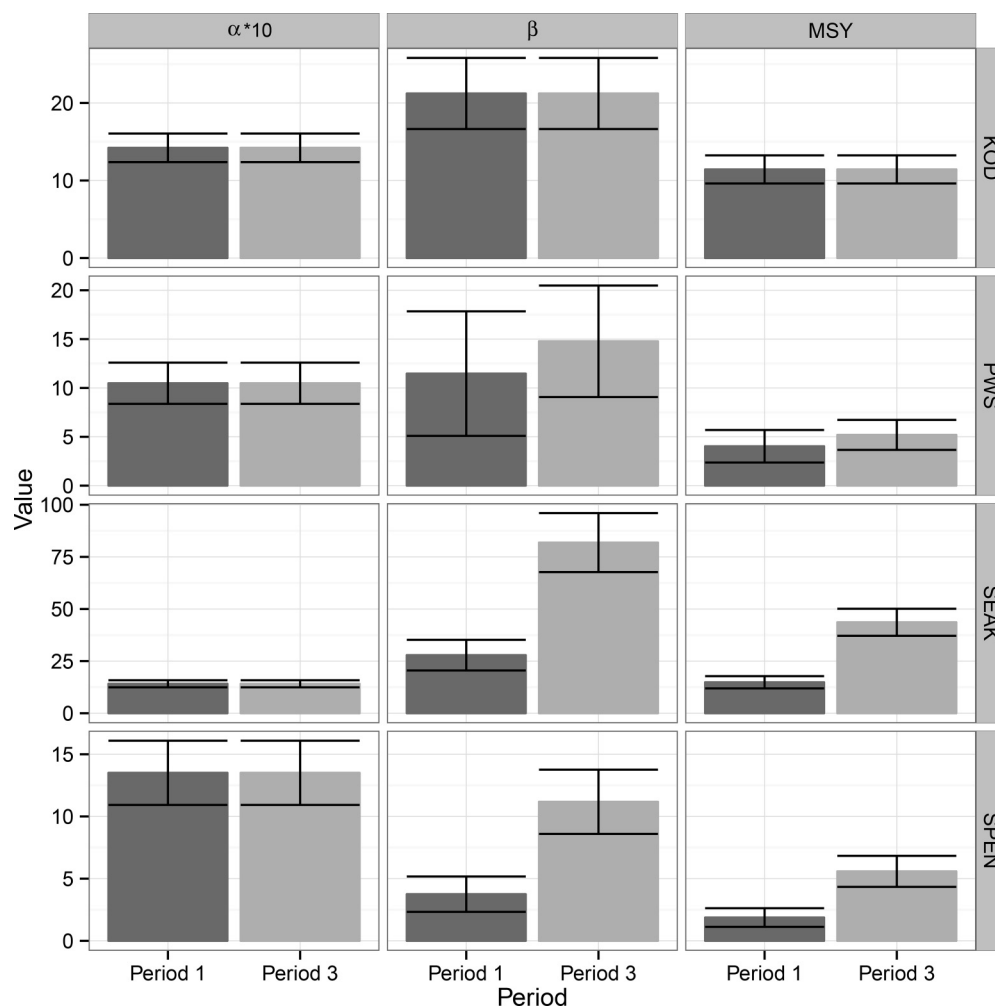 α*10 β MSY
20
10
0
KOD
20
15
10
5
0
PWS
100
75
50
25
0
SEAK
15
10
5
0
SPEN
Value
Period 1 Period 3 Period 1 Period 3 Period 1 Period 3
Period